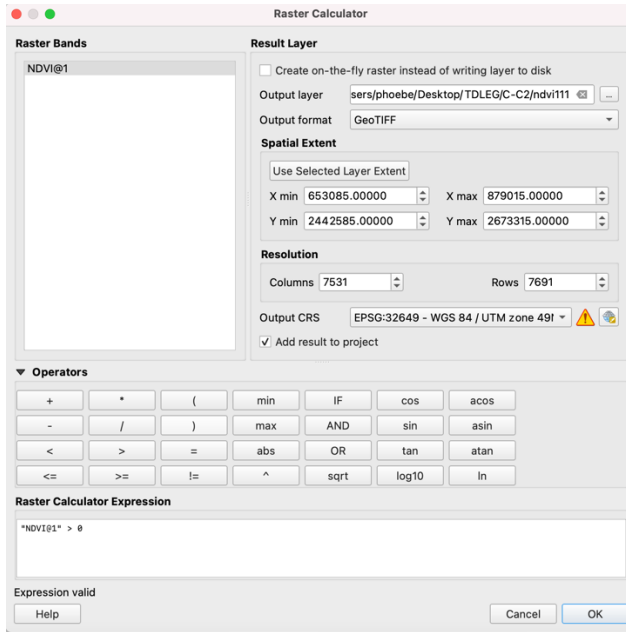 Raster Calculator
Raster Bands
NDVI@1
Result Layer
Create on-the-fly raster instead of writing layer to disk
Output layer sers/phoebe/Desktop/TDLEG/C-C2/ndvi111 ...
Output format GeoTIFF
Spatial Extent
Use Selected Layer Extent
X min 653085.00000 X max 879015.00000
Y min 2442585.00000 Y max 2673315.00000
Resolution
Columns 7531 Rows 7691
Output CRS EPSG:32649 - WGS 84 / UTM zone 49N
Add result to project
Operators
+ * ( min IF cos acos
- / ) max AND sin asin
< > = abs OR tan atan
<= >= != ^ sqrt log10 ln
Raster Calculator Expression
"NDVI@1" > 0
Expression valid
Help Cancel OK